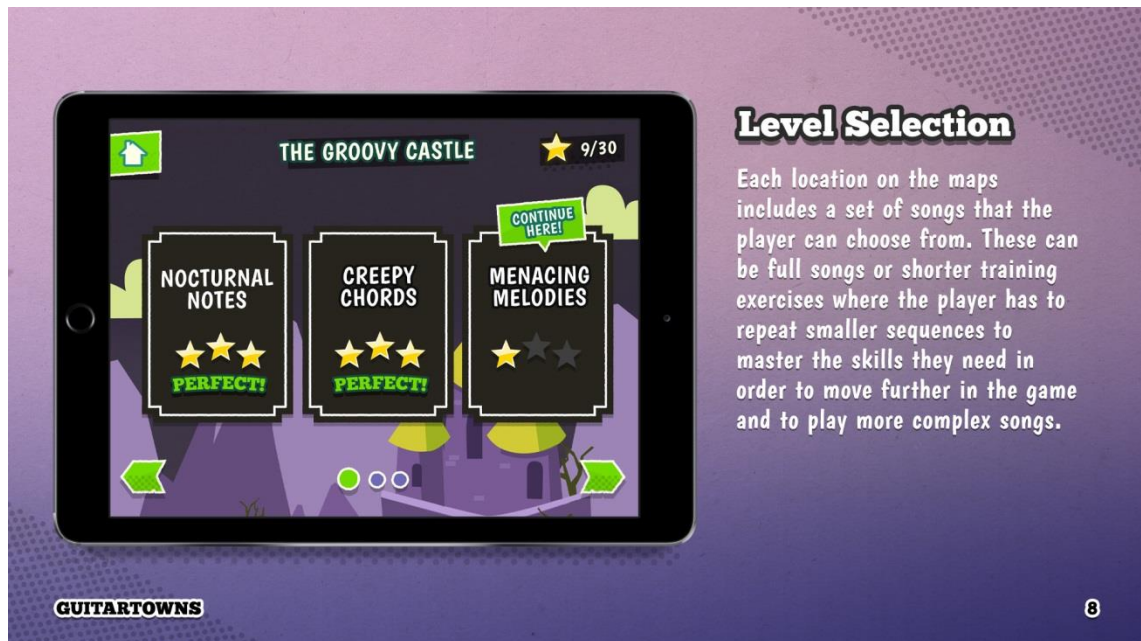 THE GROOVY CASTLE
9/30
CONTINUE
HERE!
NOCTURNAL
NOTES
PERFECT!
CREEPY
CHORDS
PERFECT!
MENACING
MELODIES
Level Selection
Each location on the maps
includes a set of songs that the
player can choose from. These can
be full songs or shorter training
exercises where the player has to
repeat smaller sequences to
master the skills they need in
order to move further in the game
and to play more complex songs.
GUITARTOWNS
8